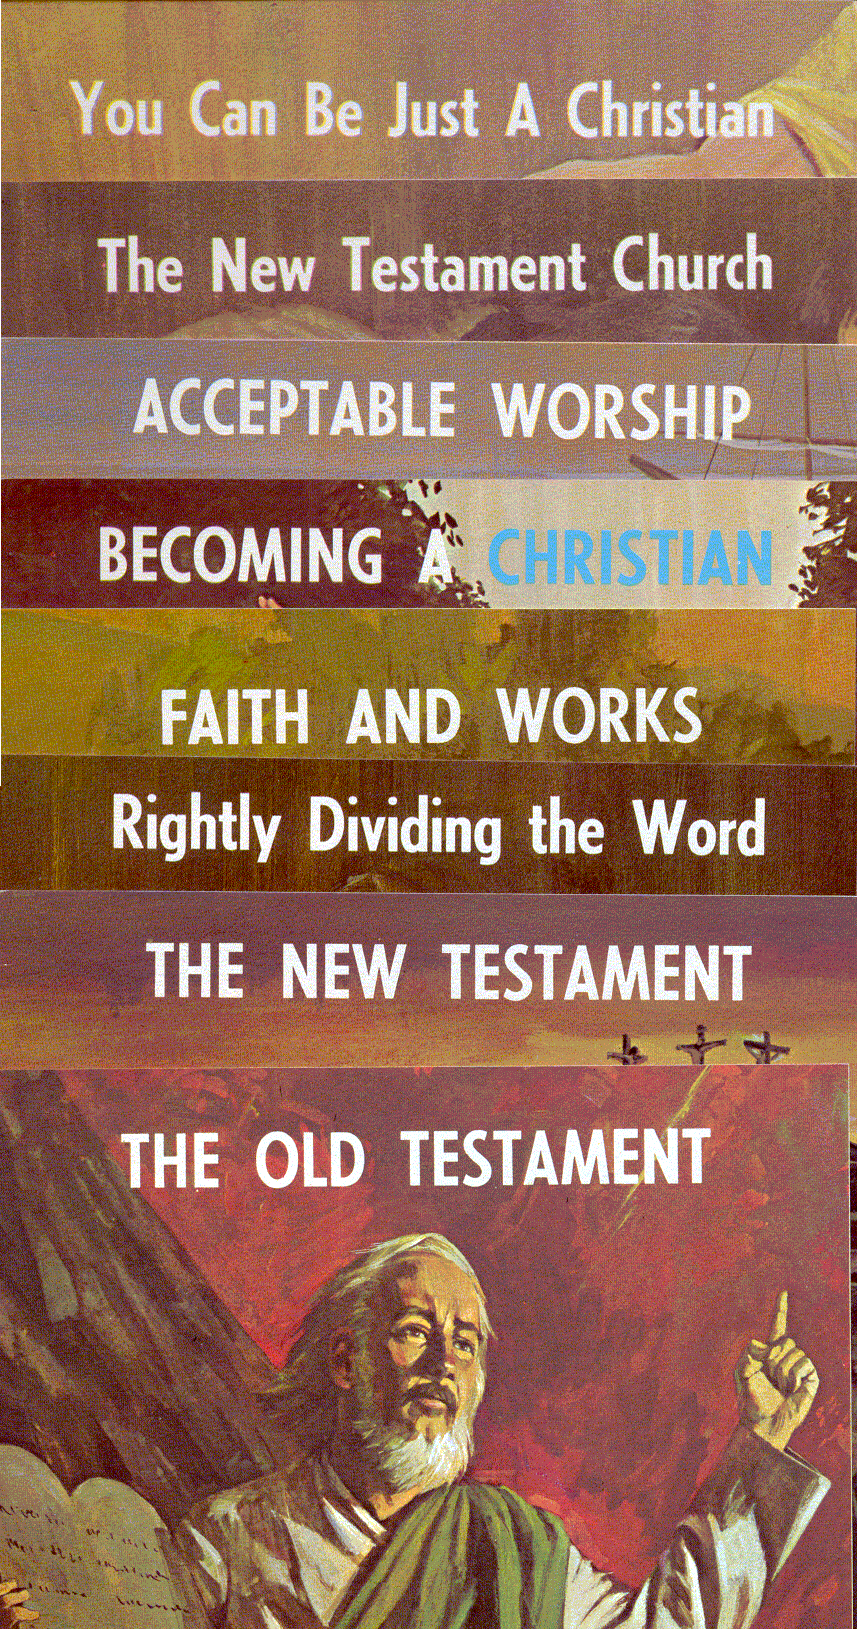 You Can Be Just A Christian
The New Testament Church
ACCEPTABLE WORSHIP
BECOMING A CHRISTIAN
FAITH AND WORKS
Rightly Dividing the Word
THE NEW TESTAMENT
THE OLD TESTAMENT